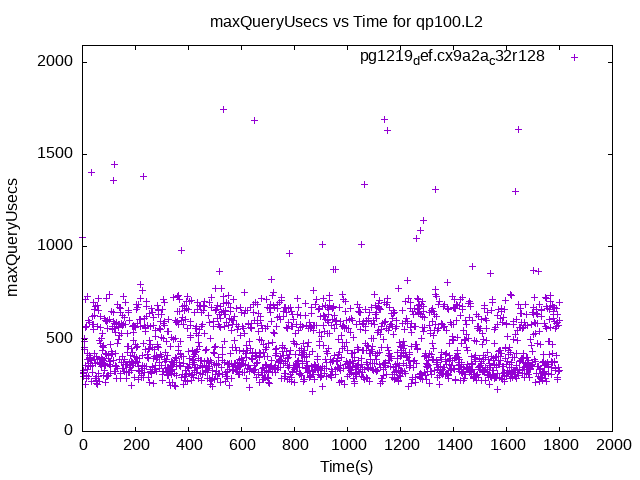 maxQueryUsecs vs Time for qp100.L2
pg1219def.cx9a2ac32r128
2000
1500
1000
500
0
maxQueryUsecs
0 200 400 600 800 1000 1200 1400 1600 1800 2000
Time(s)